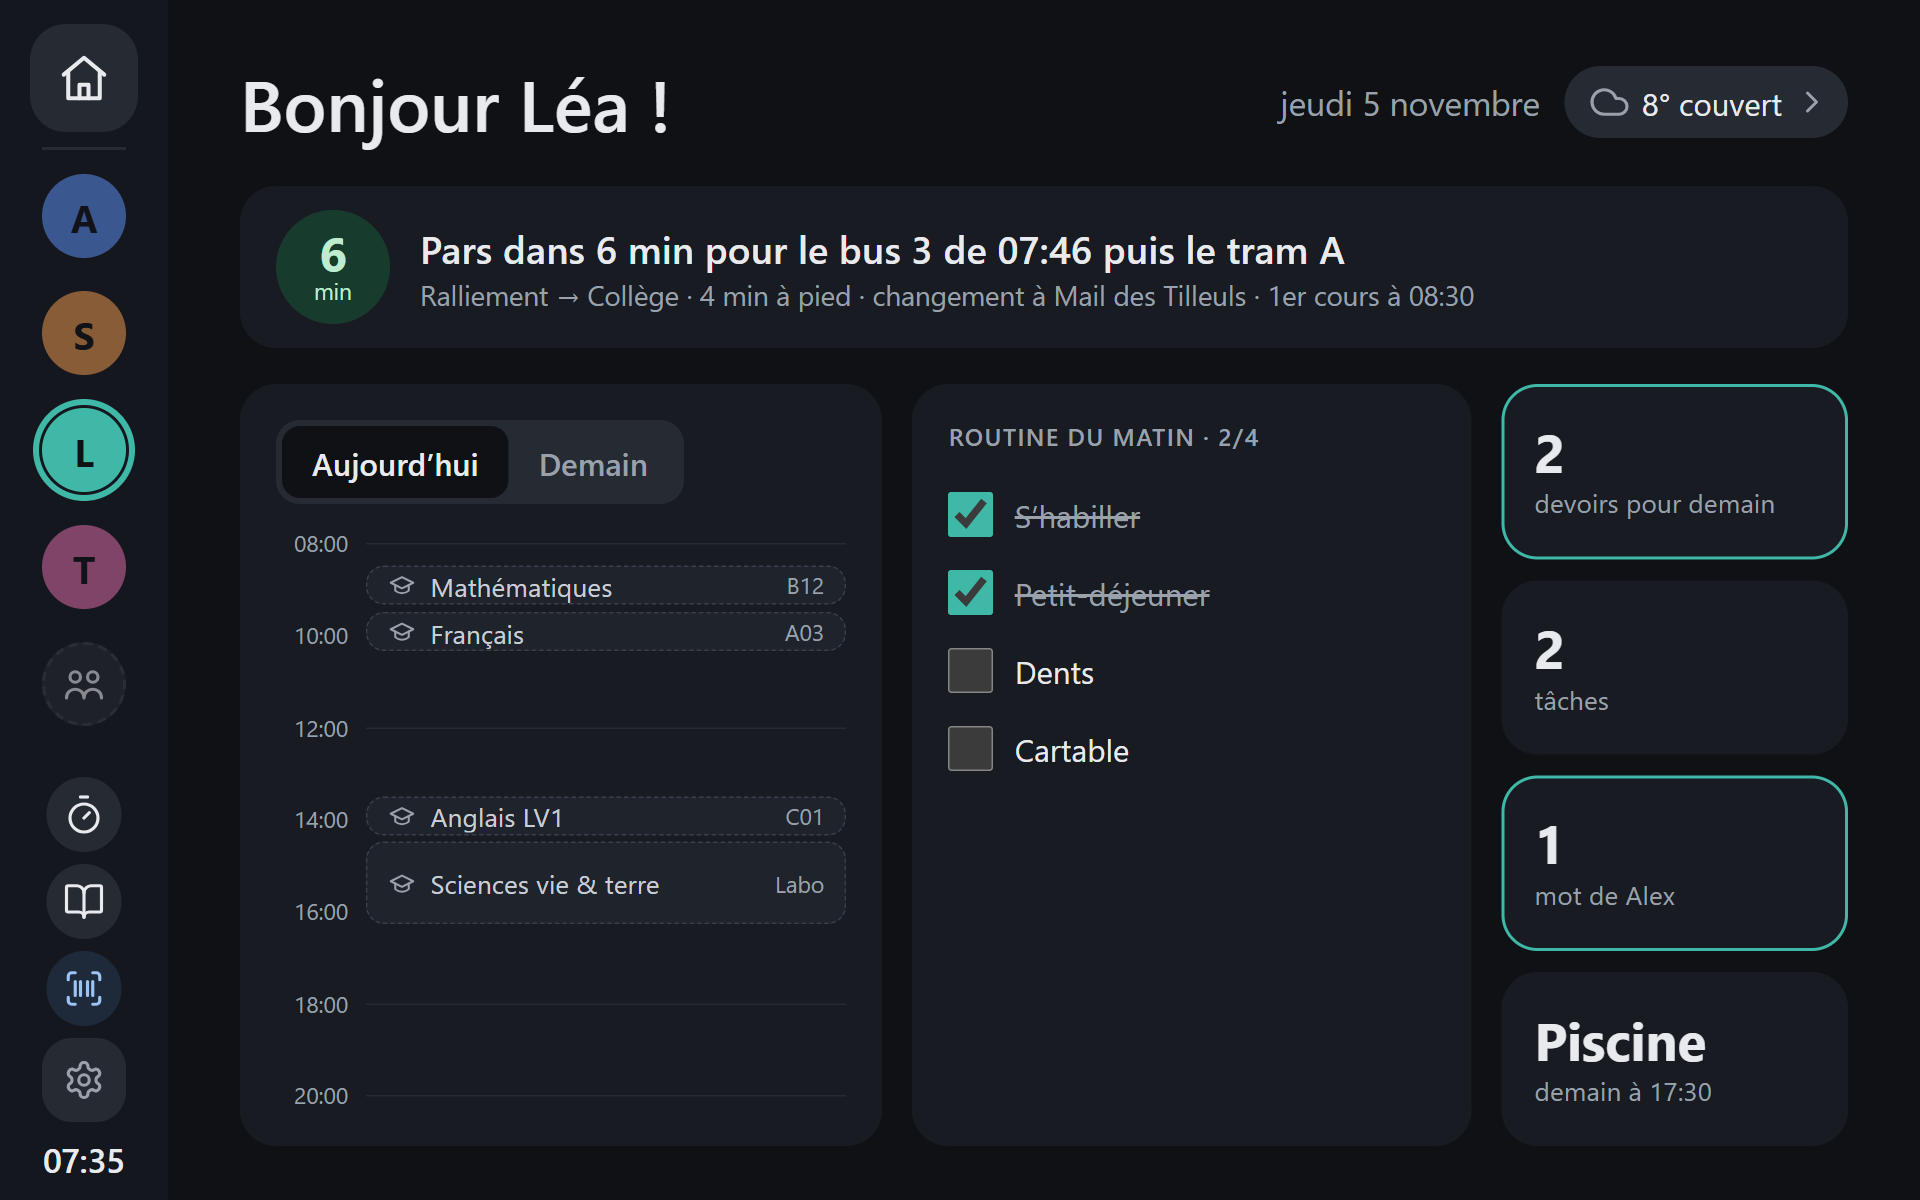 A
S
L
T
07:35
Bonjour Léa !
jeudi 5 novembre
8° couvert
6
min
Pars dans 6 min pour le bus 3 de 07:46 puis le tram A
Ralliement → Collège · 4 min à pied · changement à Mail des Tilleuls · 1er cours à 08:30
Aujourd’hui
Demain
08:00
Mathématiques B12
10:00
Français A03
12:00
14:00
Anglais LV1 C01
Sciences vie & terre Labo
16:00
18:00
20:00
ROUTINE DU MATIN · 2/4
S’habiller
Petit-déjeuner
Dents
Cartable
2
devoirs pour demain
2
tâches
1
mot de Alex
Piscine
demain à 17:30